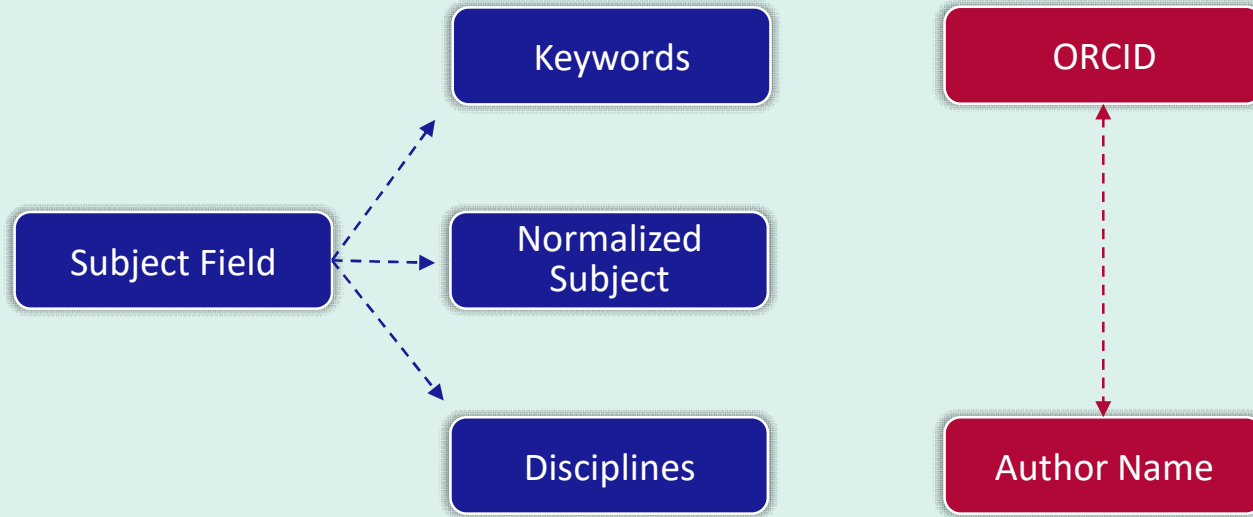 Keywords
ORCID
Subject Field
Normalized
Subject
Disciplines
Author Name